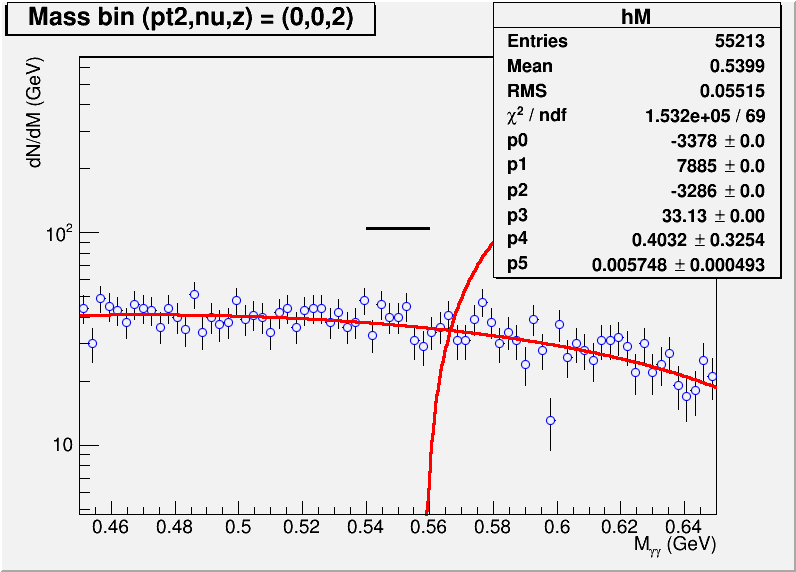 Mass bin (pt2,nu,z) = (0,0,2)
hM
Entries 55213
Mean 0.5399
RMS 0.05515
χ² / ndf 1.532e+05 / 69
p0 -3378 ± 0.0
p1 7885 ± 0.0
p2 -3286 ± 0.0
p3 33.13 ± 0.00
p4 0.4032 ± 0.3254
p5 0.005748 ± 0.000493
dN/dM (GeV)
10²
10
0.46 0.48 0.5 0.52 0.54 0.56 0.58 0.6 0.62 0.64
Mγγ (GeV)